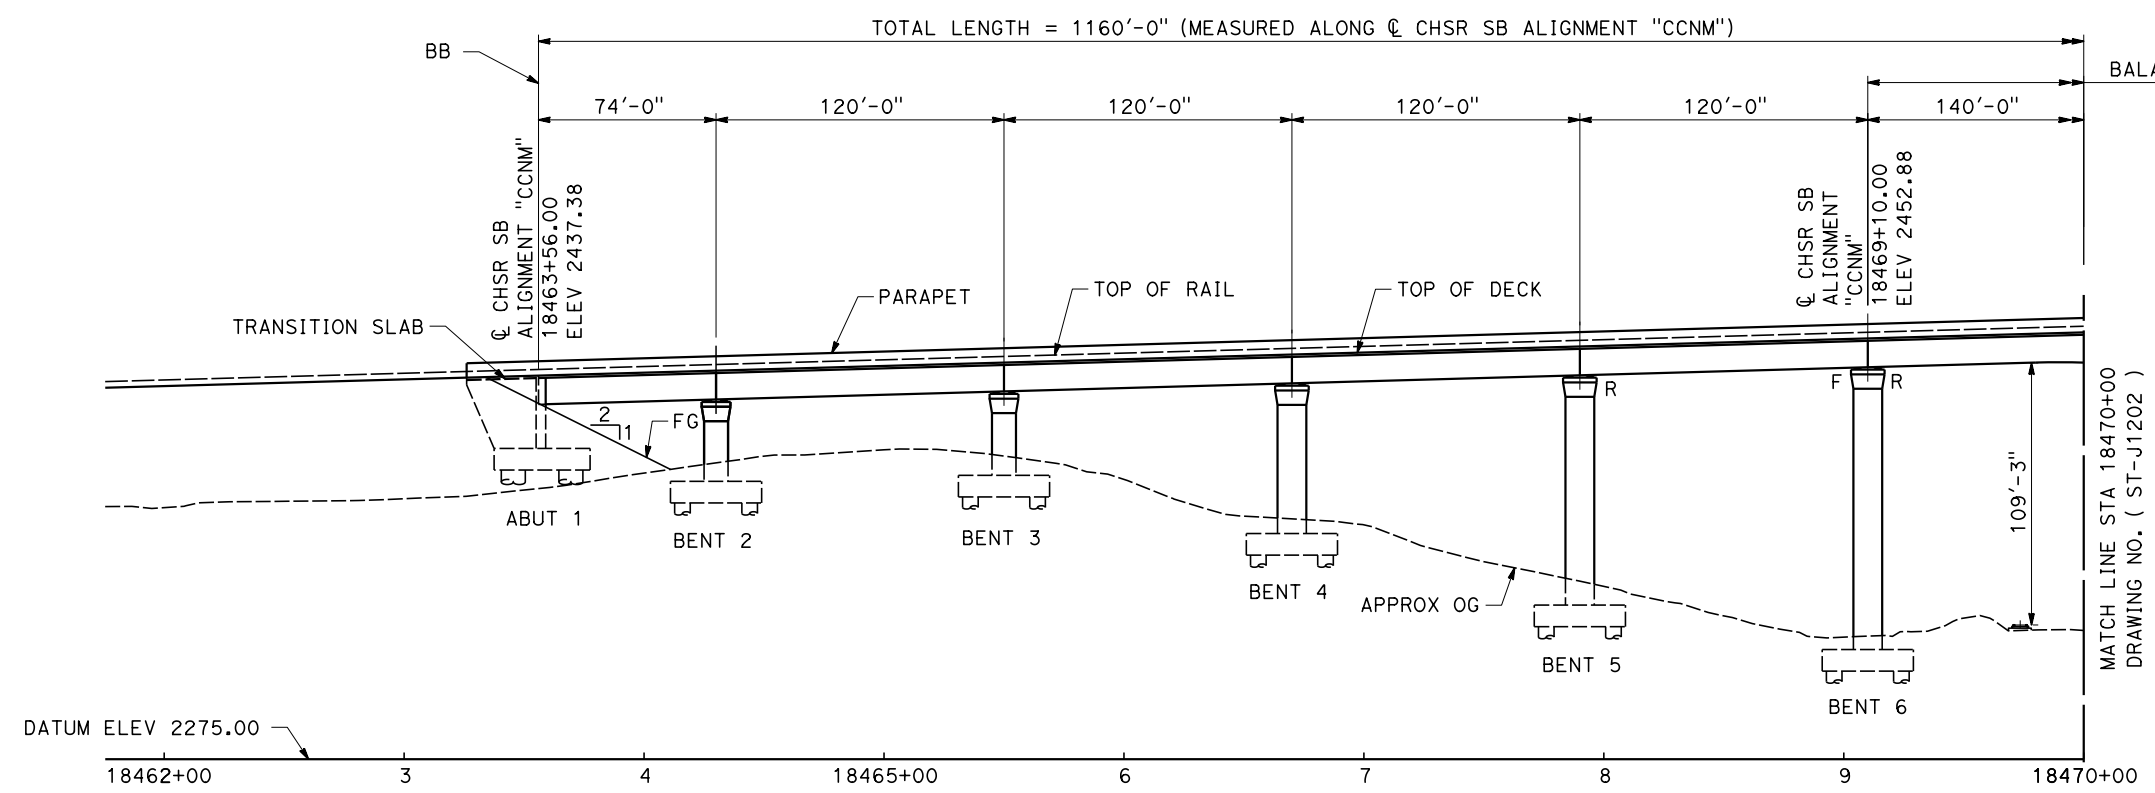 TOTAL LENGTH = 1160'-0" (MEASURED ALONG ℄ CHSR SB ALIGNMENT "CCNM")
BB
BALA
74'-0"
120'-0"
120'-0"
120'-0"
120'-0"
140'-0"
℄ CHSR SB
ALIGNMENT "CCNM"
18463+56.00
ELEV 2437.38
℄ CHSR SB
ALIGNMENT
"CCNM"
18469+10.00
ELEV 2452.88
PARAPET
TOP OF RAIL
TOP OF DECK
TRANSITION SLAB
2
1
FG
R
F
R
109'-3"
ABUT 1
BENT 2
BENT 3
BENT 4
BENT 5
BENT 6
APPROX OG
MATCH LINE STA 18470+00
DRAWING NO. ( ST-J1202 )
DATUM ELEV 2275.00
18462+00
3
4
18465+00
6
7
8
9
18470+00